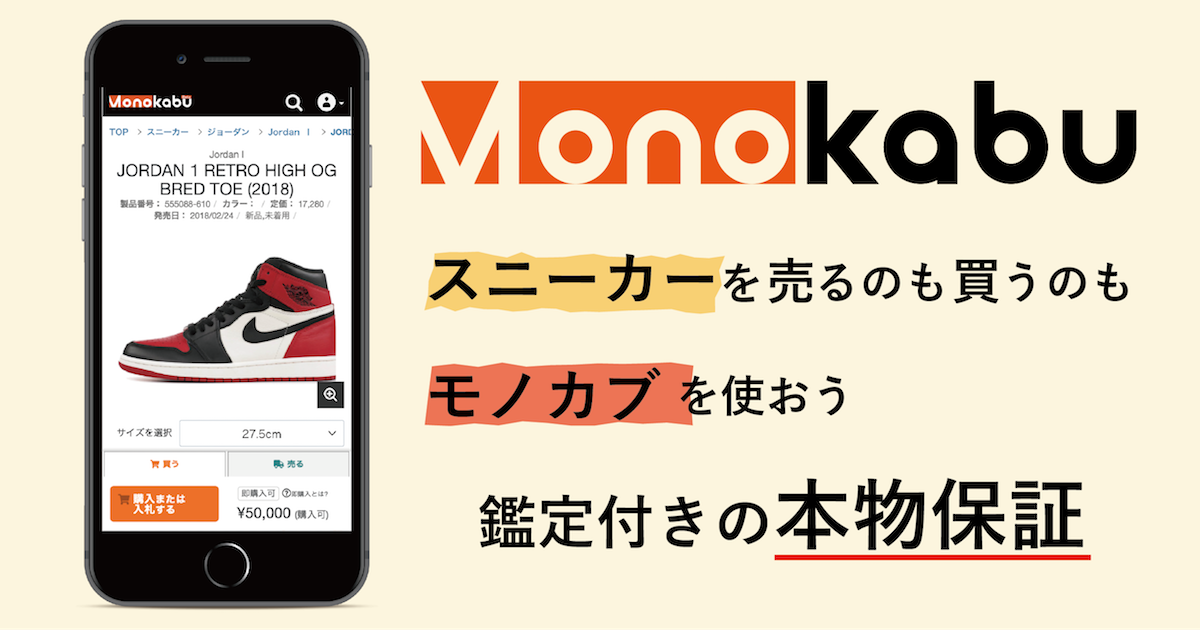 Monokabu
TOP > スニーカー > ジョーダン > Jordan Ⅰ > JORD
Jordan Ⅰ
JORDAN 1 RETRO HIGH OG
BRED TOE (2018)
製品番号： 555088-610 / カラー： / 定価： 17,280 /
発売日： 2018/02/24 / 新品,未着用 /
サイズを選択 27.5cm
買う 売る
購入または
入札する
即購入可 ?即購入とは?
¥50,000 (購入可)
Monokabu
スニーカーを売るのも買うのも
モノカブを使おう
鑑定付きの本物保証